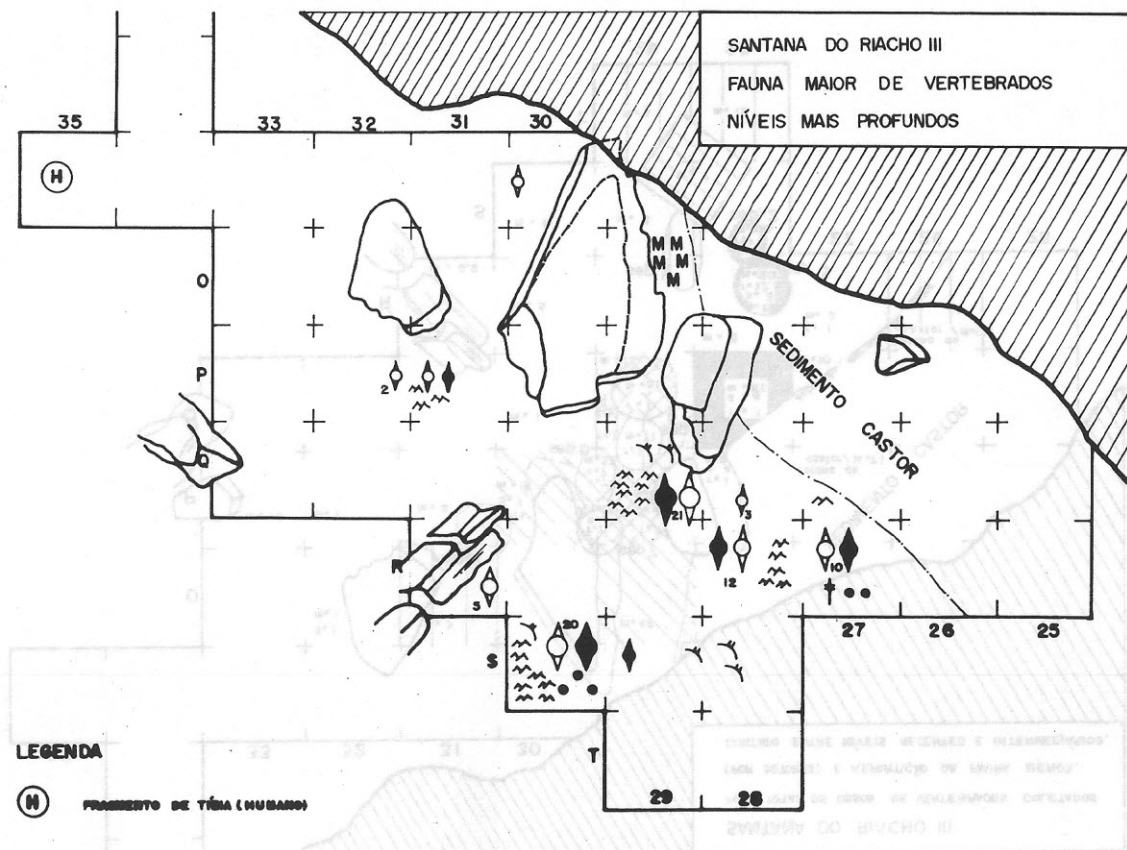 SANTANA DO RIACHO III
FAUNA MAIOR DE VERTEBRADOS
NÍVEIS MAIS PROFUNDOS
35
33
32
31
30
H
O
M M
M M
M
P
2
SEDIMENTO CASTOR
Q
21
3
R
12
10
5
27
26
25
20
S
T
29
28
LEGENDA
H FRAGMENTO DE TÍBIA (HUMANO)